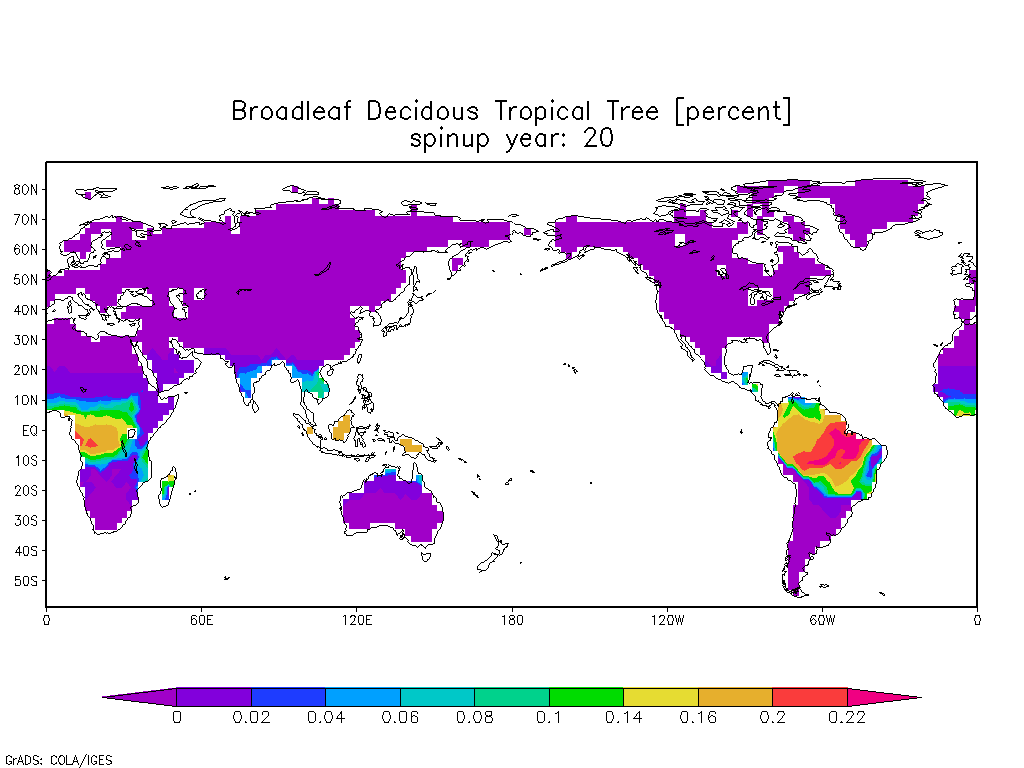 Broadleaf Decidous Tropical Tree [percent]
spinup year: 20
80N
70N
60N
50N
40N
30N
20N
10N
EQ
10S
20S
30S
40S
50S
0 60E 120E 180 120W 60W 0
0 0.02 0.04 0.06 0.08 0.1 0.14 0.16 0.2 0.22
GrADS: COLA/IGES